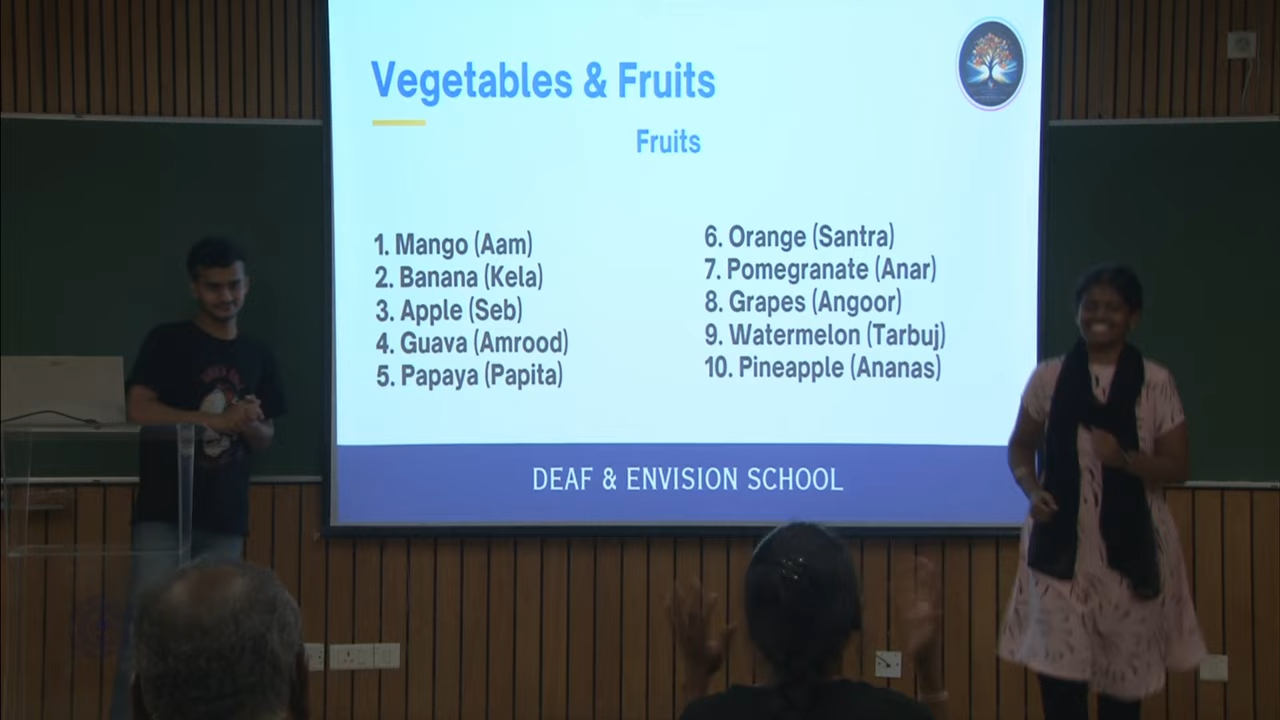 Vegetables & Fruits
Fruits
1. Mango (Aam)
2. Banana (Kela)
3. Apple (Seb)
4. Guava (Amrood)
5. Papaya (Papita)
6. Orange (Santra)
7. Pomegranate (Anar)
8. Grapes (Angoor)
9. Watermelon (Tarbuj)
10. Pineapple (Ananas)
DEAF & ENVISION SCHOOL